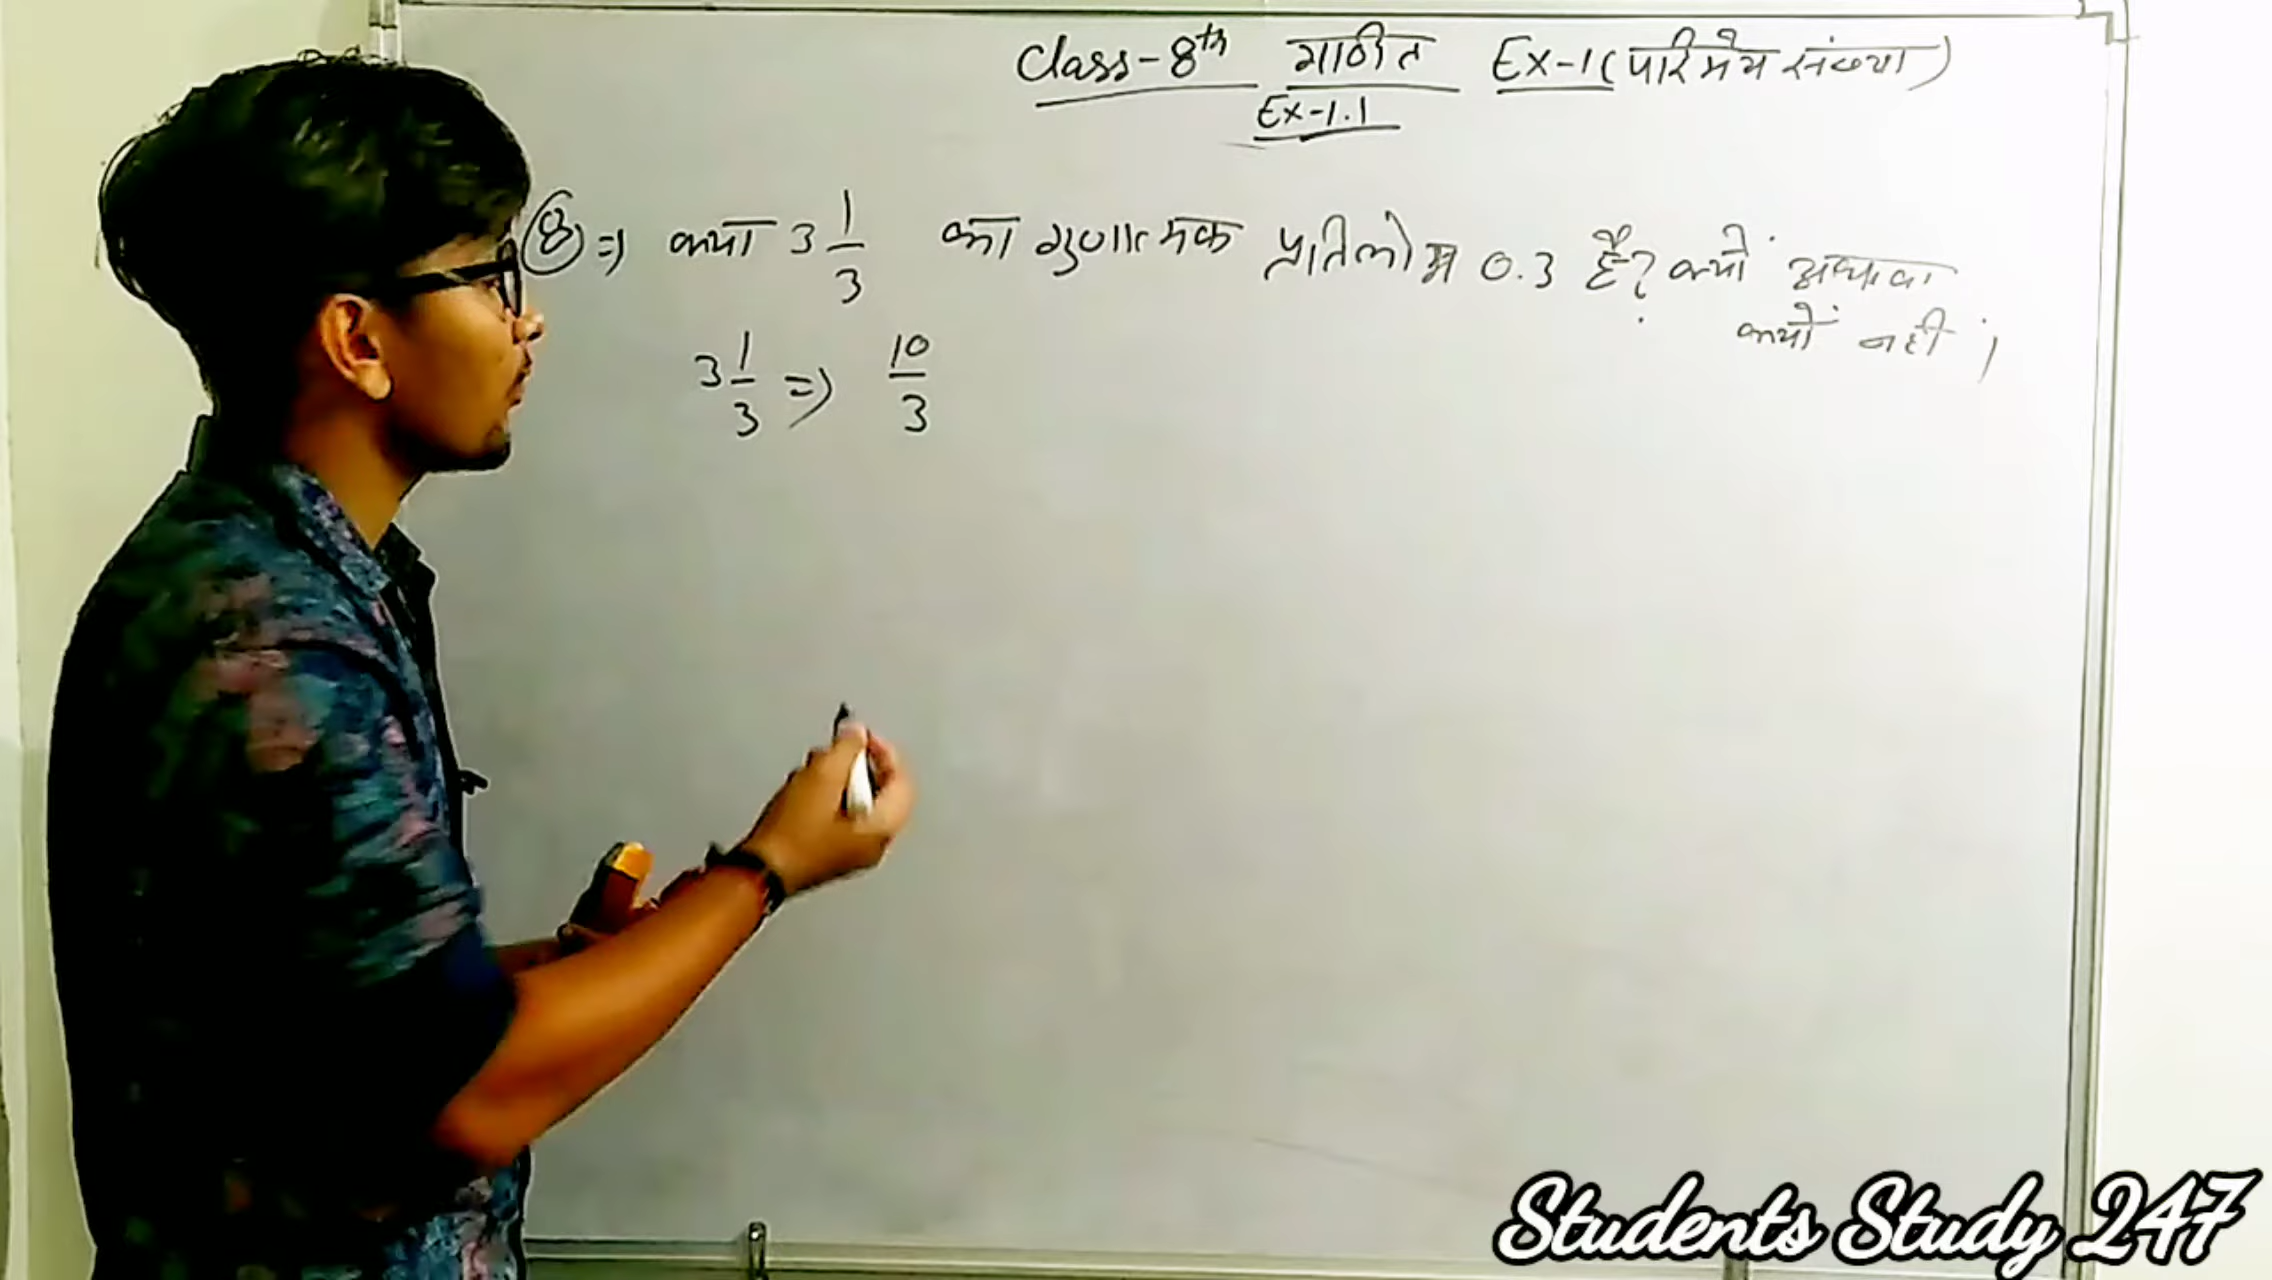 Class-8th गणित Ex-1 (परिमेय संख्या)
Ex-1.1
⑧ ⇒ क्या 3 1/3 का गुणात्मक प्रतिलोम 0.3 है? क्यों अथवा
क्यों नहीं।
3 1/3 ⇒ 10/3
Students Study 247